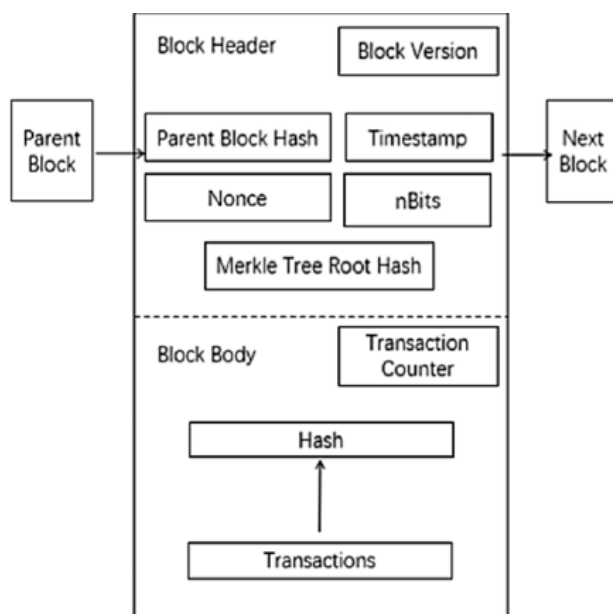 Block Header
Block Version
Parent
Block
Parent Block Hash
Timestamp
Next
Block
Nonce
nBits
Merkle Tree Root Hash
Block Body
Transaction
Counter
Hash
Transactions